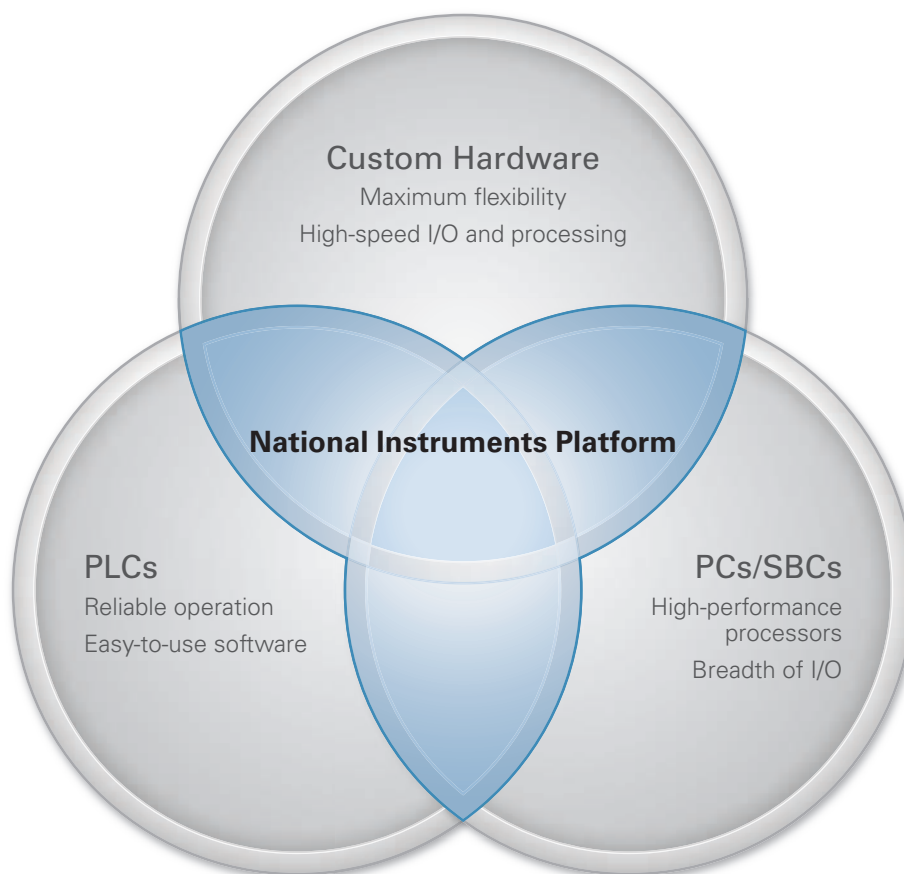 Custom Hardware
Maximum flexibility
High-speed I/O and processing
National Instruments Platform
PLCs
Reliable operation
Easy-to-use software
PCs/SBCs
High-performance
processors
Breadth of I/O